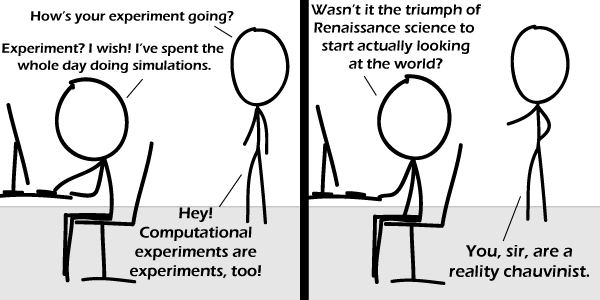 How's your experiment going?
Experiment? I wish! I've spent the
whole day doing simulations.
Hey!
Computational
experiments are
experiments, too!
Wasn't it the triumph of
Renaissance science to
start actually looking
at the world?
You, sir, are a
reality chauvinist.